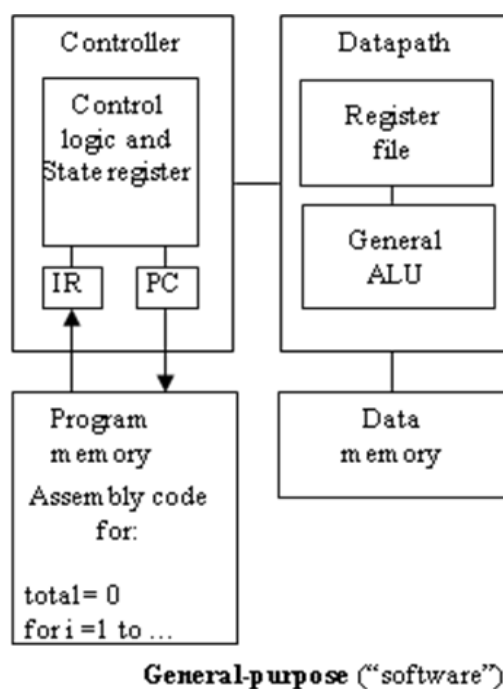 Controller
Control
logic and
State register
IR
PC
Datapath
Register
file
General
ALU
Program
memory
Assembly code
for:
total= 0
for i =1 to ...
Data
memory
General-purpose (“software”)